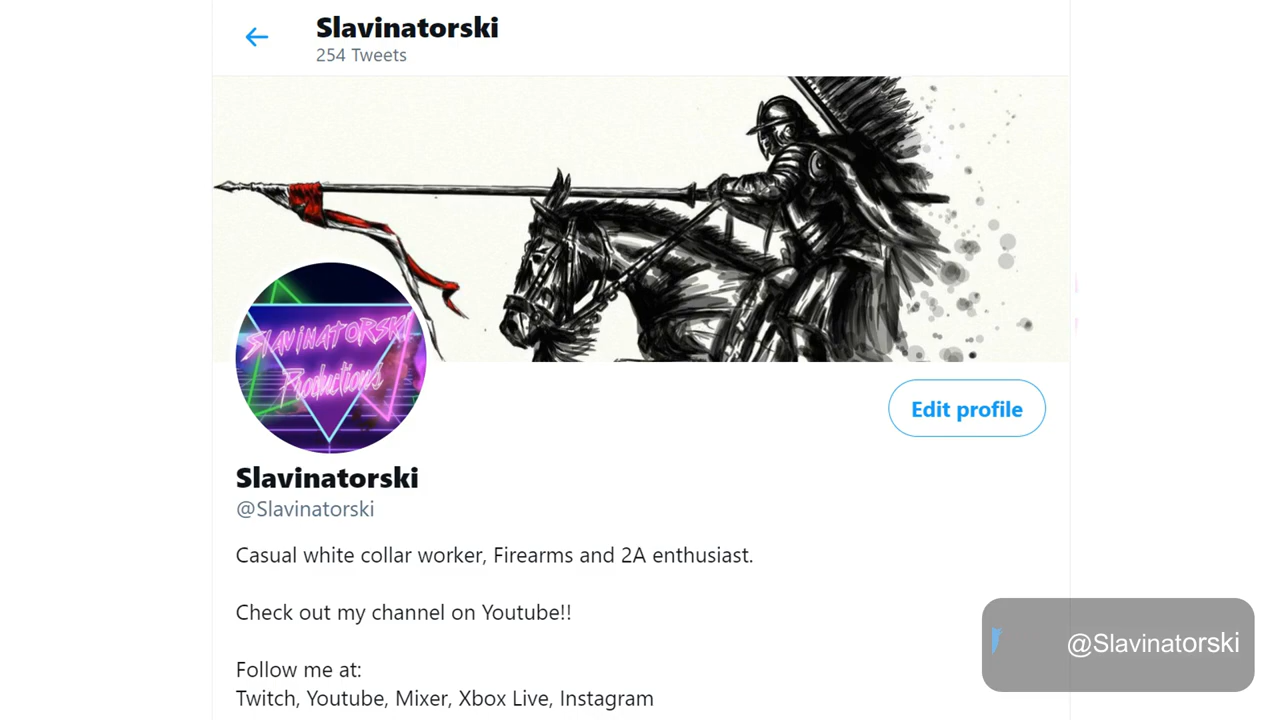 Slavinatorski
254 Tweets
SLAVINATORSKI
Productions
Edit profile
Slavinatorski
@Slavinatorski
Casual white collar worker, Firearms and 2A enthusiast.
Check out my channel on Youtube!!
@Slavinatorski
Follow me at:
Twitch, Youtube, Mixer, Xbox Live, Instagram